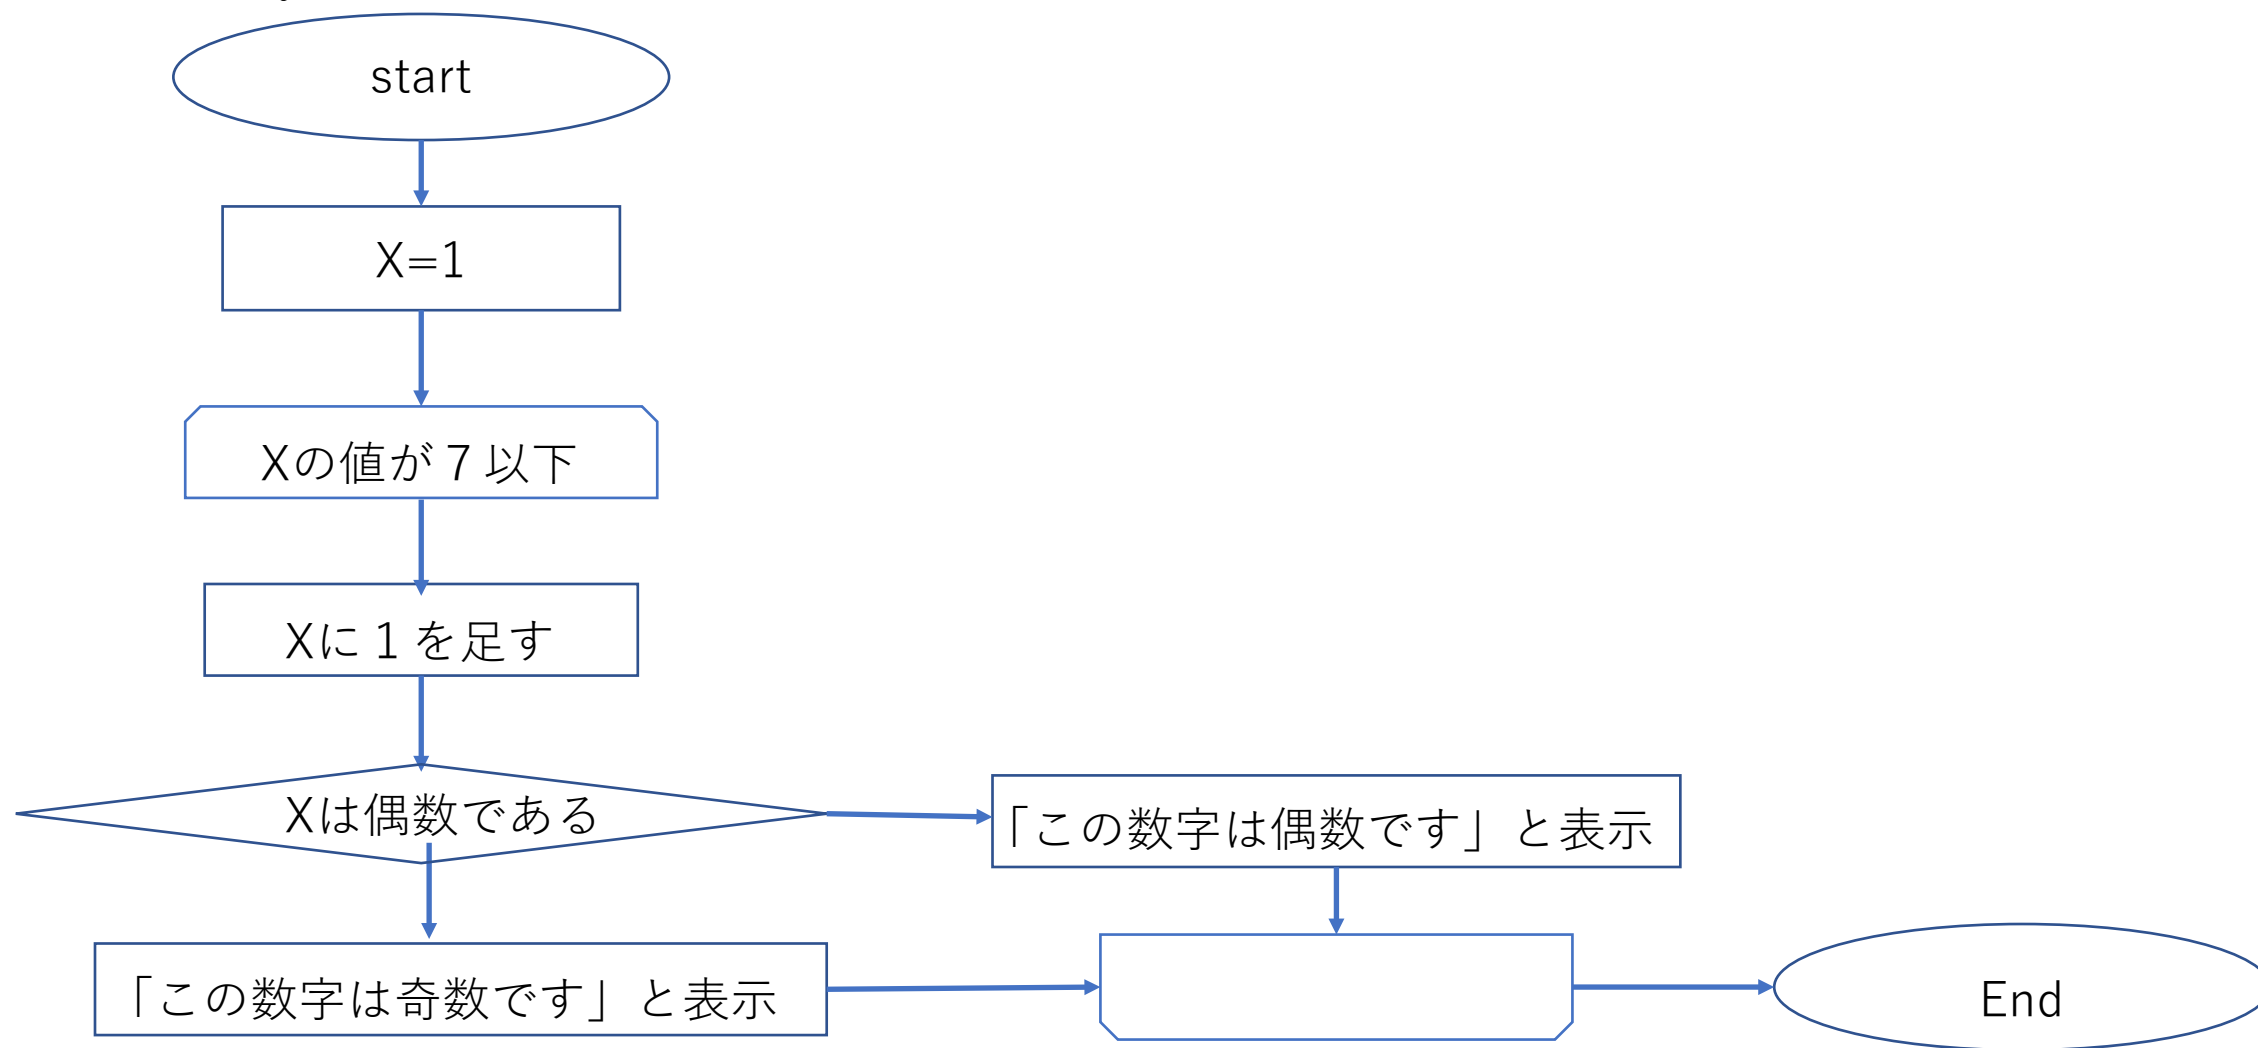 start
X=1
Xの値が７以下
Xに１を足す
Xは偶数である
「この数字は偶数です」と表示
「この数字は奇数です」と表示
End